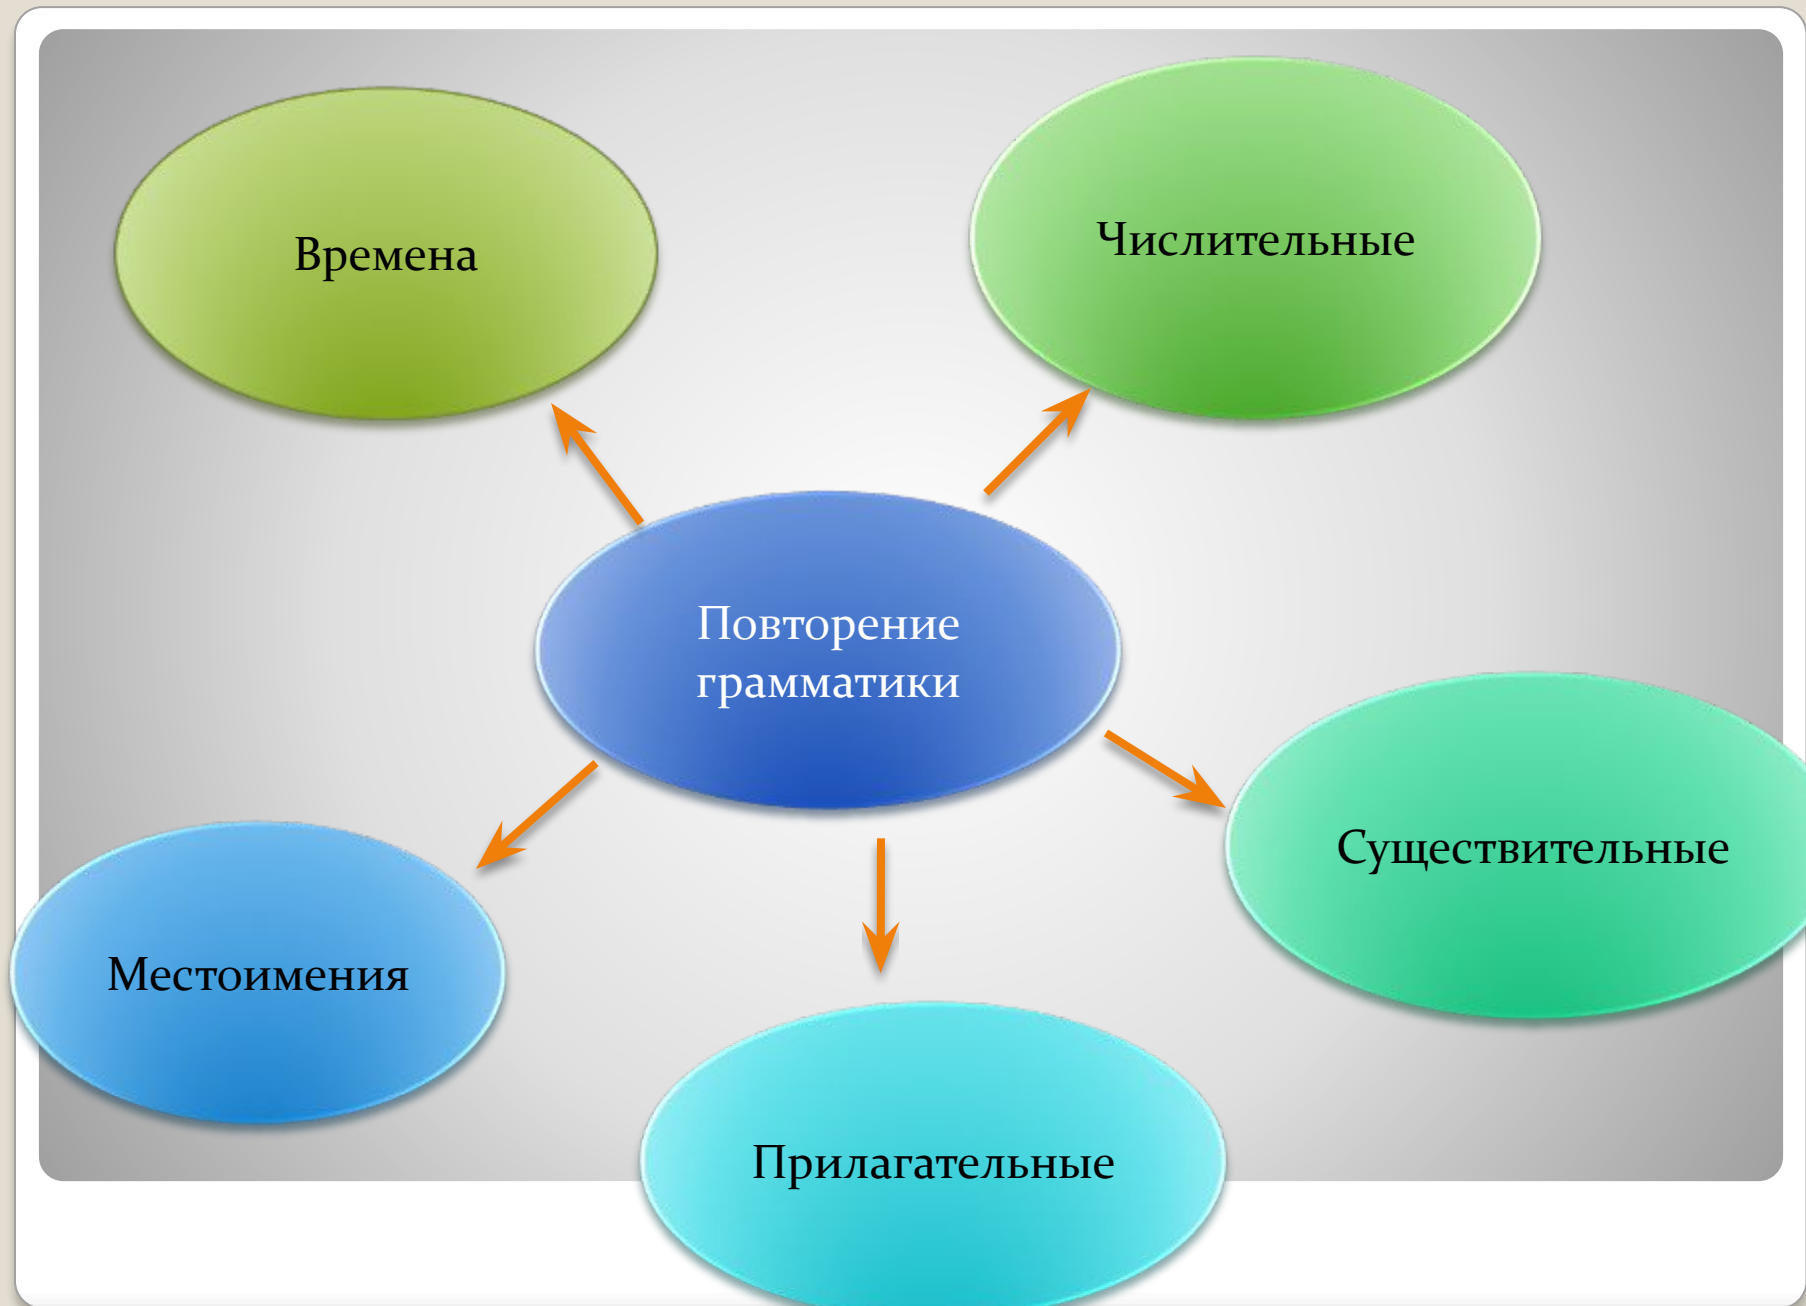 Времена
Числительные
Повторение
грамматики
Существительные
Местоимения
Прилагательные